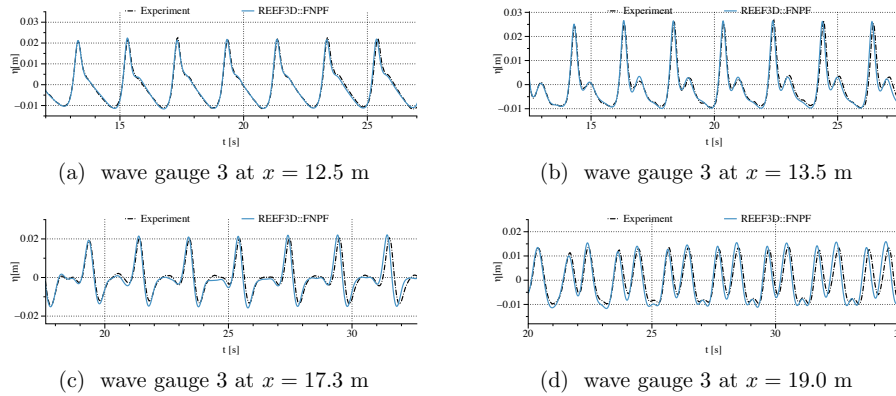 Experiment REEF3D::FNPF
0.03
0.02
0.01
0
−0.01
η[m]
15 20 25
t [s]
(a) wave gauge 3 at x = 12.5 m
Experiment REEF3D::FNPF
0.03
0.02
0.01
0
−0.01
η[m]
15 20 25
t [s]
(b) wave gauge 3 at x = 13.5 m
Experiment REEF3D::FNPF
0.02
0
−0.02
η[m]
20 25 30
t [s]
(c) wave gauge 3 at x = 17.3 m
Experiment REEF3D::FNPF
0.02
0.01
0
−0.01
η[m]
20 25 30 35
t [s]
(d) wave gauge 3 at x = 19.0 m